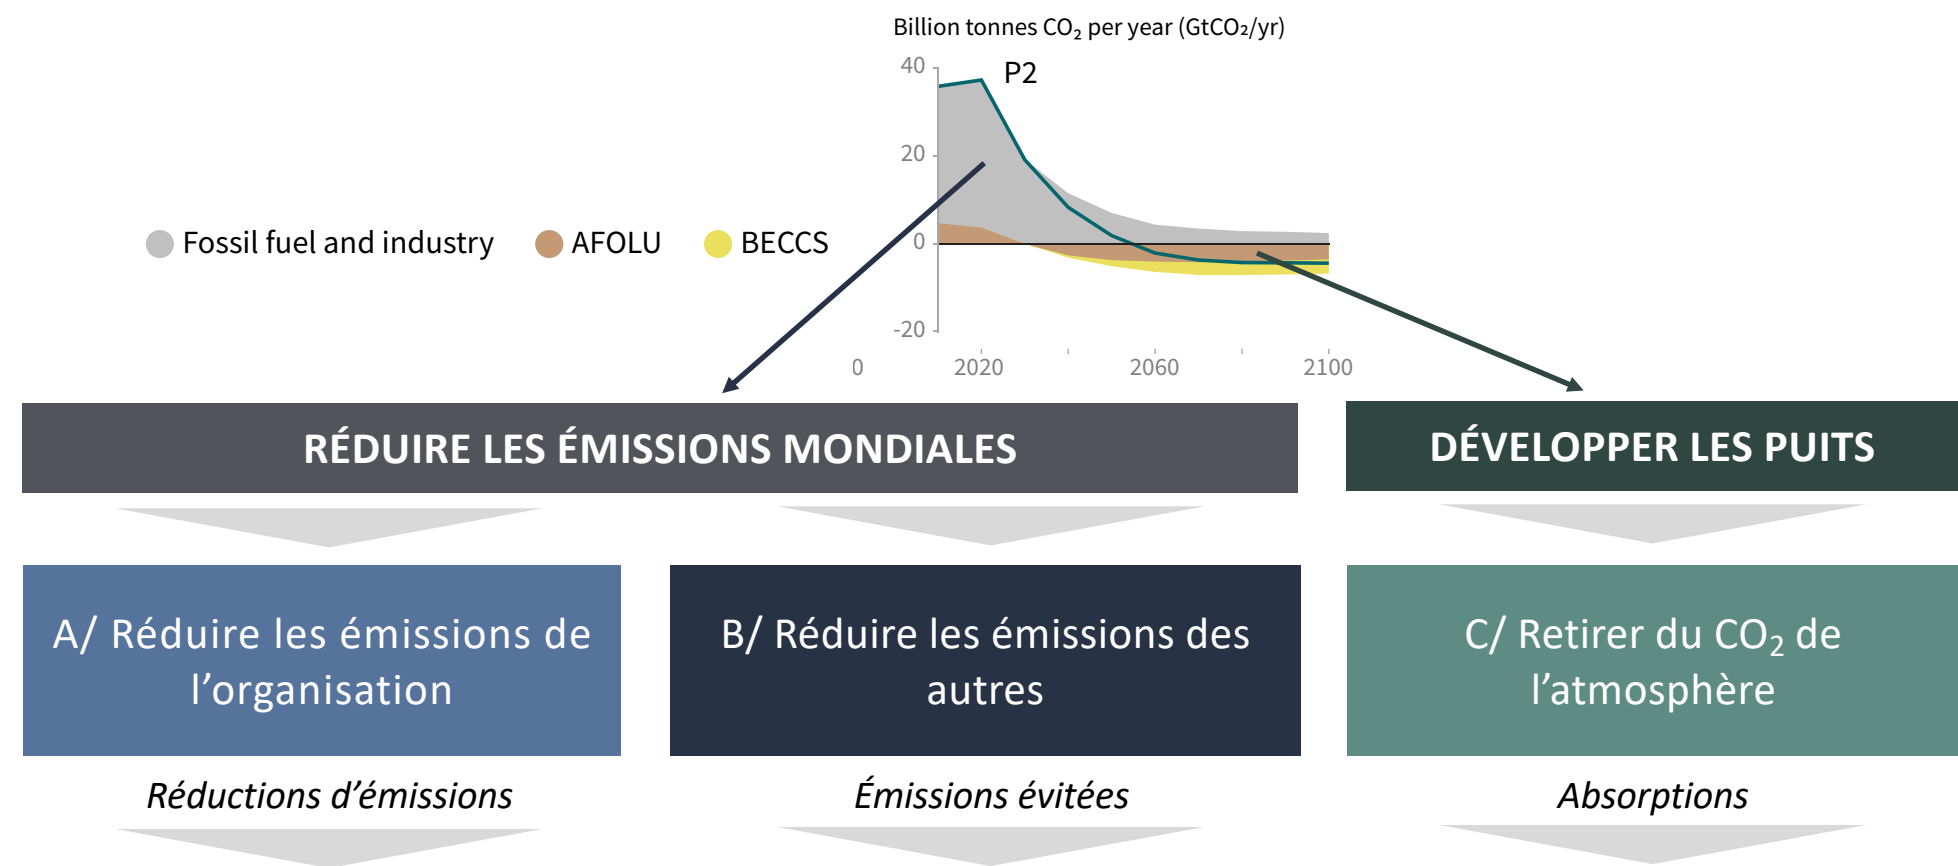 Billion tonnes CO₂ per year (GtCO₂/yr)
40
P2
20
Fossil fuel and industry AFOLU BECCS
0
-20
0 2020 2060 2100
RÉDUIRE LES ÉMISSIONS MONDIALES
DÉVELOPPER LES PUITS
A/ Réduire les émissions de
l’organisation
B/ Réduire les émissions des
autres
C/ Retirer du CO₂ de
l’atmosphère
Réductions d’émissions
Émissions évitées
Absorptions